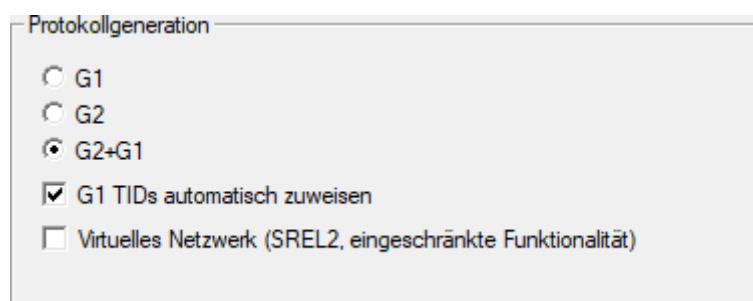 Protokollgeneration
G1
G2
G2+G1
G1 TIDs automatisch zuweisen
Virtuelles Netzwerk (SREL2, eingeschränkte Funktionalität)